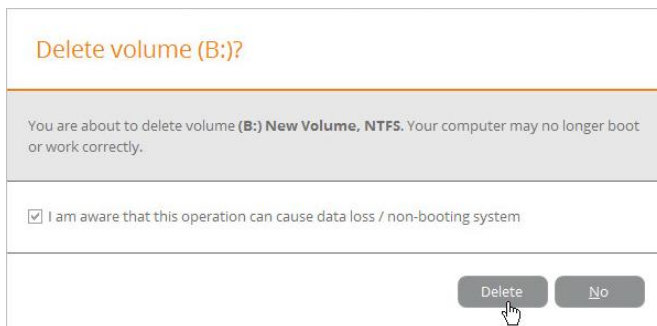 Delete volume (B:)?
You are about to delete volume (B:) New Volume, NTFS. Your computer may no longer boot
or work correctly.
I am aware that this operation can cause data loss / non-booting system
Delete
No